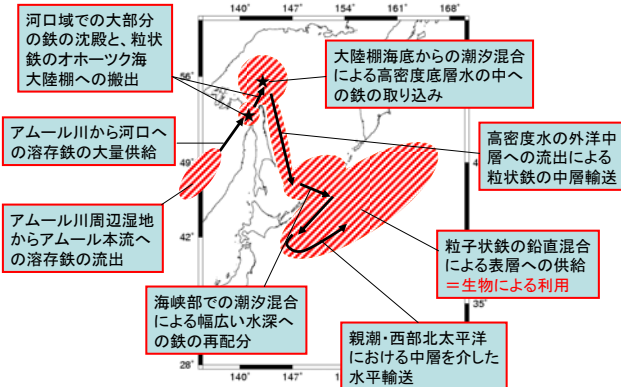 河口域での大部分
の鉄の沈殿と、粒状
鉄のオホーツク海
大陸棚への搬出
140°
147°
154°
161°
168°
大陸棚海底からの潮汐混合
による高密度底層水の中へ
の鉄の取り込み
56°
アムール川から河口へ
の溶存鉄の大量供給
高密度水の外洋中
層への流出による
粒状鉄の中層輸送
49°
アムール川周辺湿地
からアムール本流へ
の溶存鉄の流出
42°
粒子状鉄の鉛直混合
による表層への供給
=生物による利用
海峡部での潮汐混合
による幅広い水深へ
の鉄の再配分
35°
親潮・西部北太平洋
における中層を介した
水平輸送
28°
140°
147°